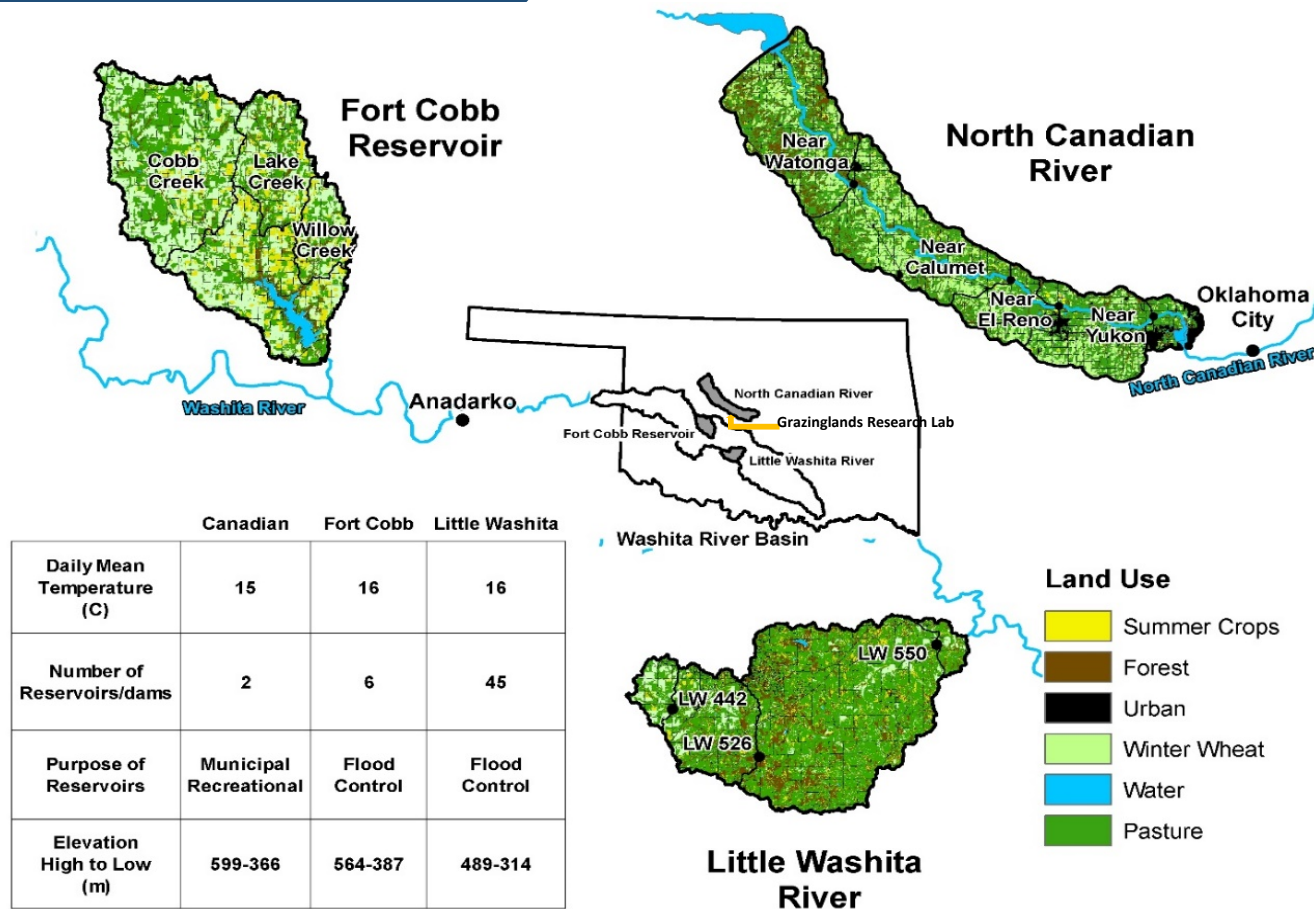 Fort Cobb
Reservoir
Cobb
Creek
Lake
Creek
Willow
Creek
North Canadian
River
Near
Watonga
Near
Calumet
Near
El Reno
Near
Yukon
Oklahoma
City
North Canadian River
Washita River
Anadarko
North Canadian River
Grazinglands Research Lab
Fort Cobb Reservoir
Little Washita River
Washita River Basin
Canadian Fort Cobb Little Washita
Daily Mean
Temperature
(C)
15 16 16
Number of
Reservoirs/dams
2 6 45
Purpose of
Reservoirs
Municipal
Recreational
Flood
Control
Flood
Control
Elevation
High to Low
(m)
599-366 564-387 489-314
LW 550
LW 442
LW 526
Little Washita
River
Land Use
Summer Crops
Forest
Urban
Winter Wheat
Water
Pasture